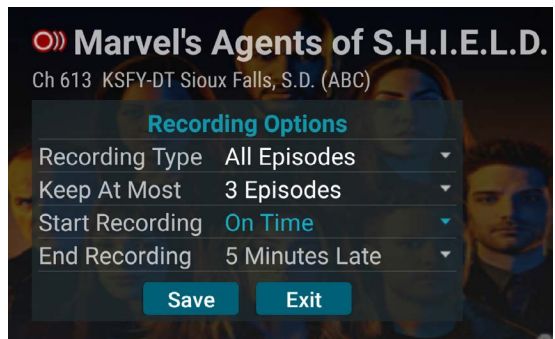 Marvel's Agents of S.H.I.E.L.D.
Ch 613 KSFY-DT Sioux Falls, S.D. (ABC)
Recording Options
Recording Type All Episodes
Keep At Most 3 Episodes
Start Recording On Time
End Recording 5 Minutes Late
Save Exit